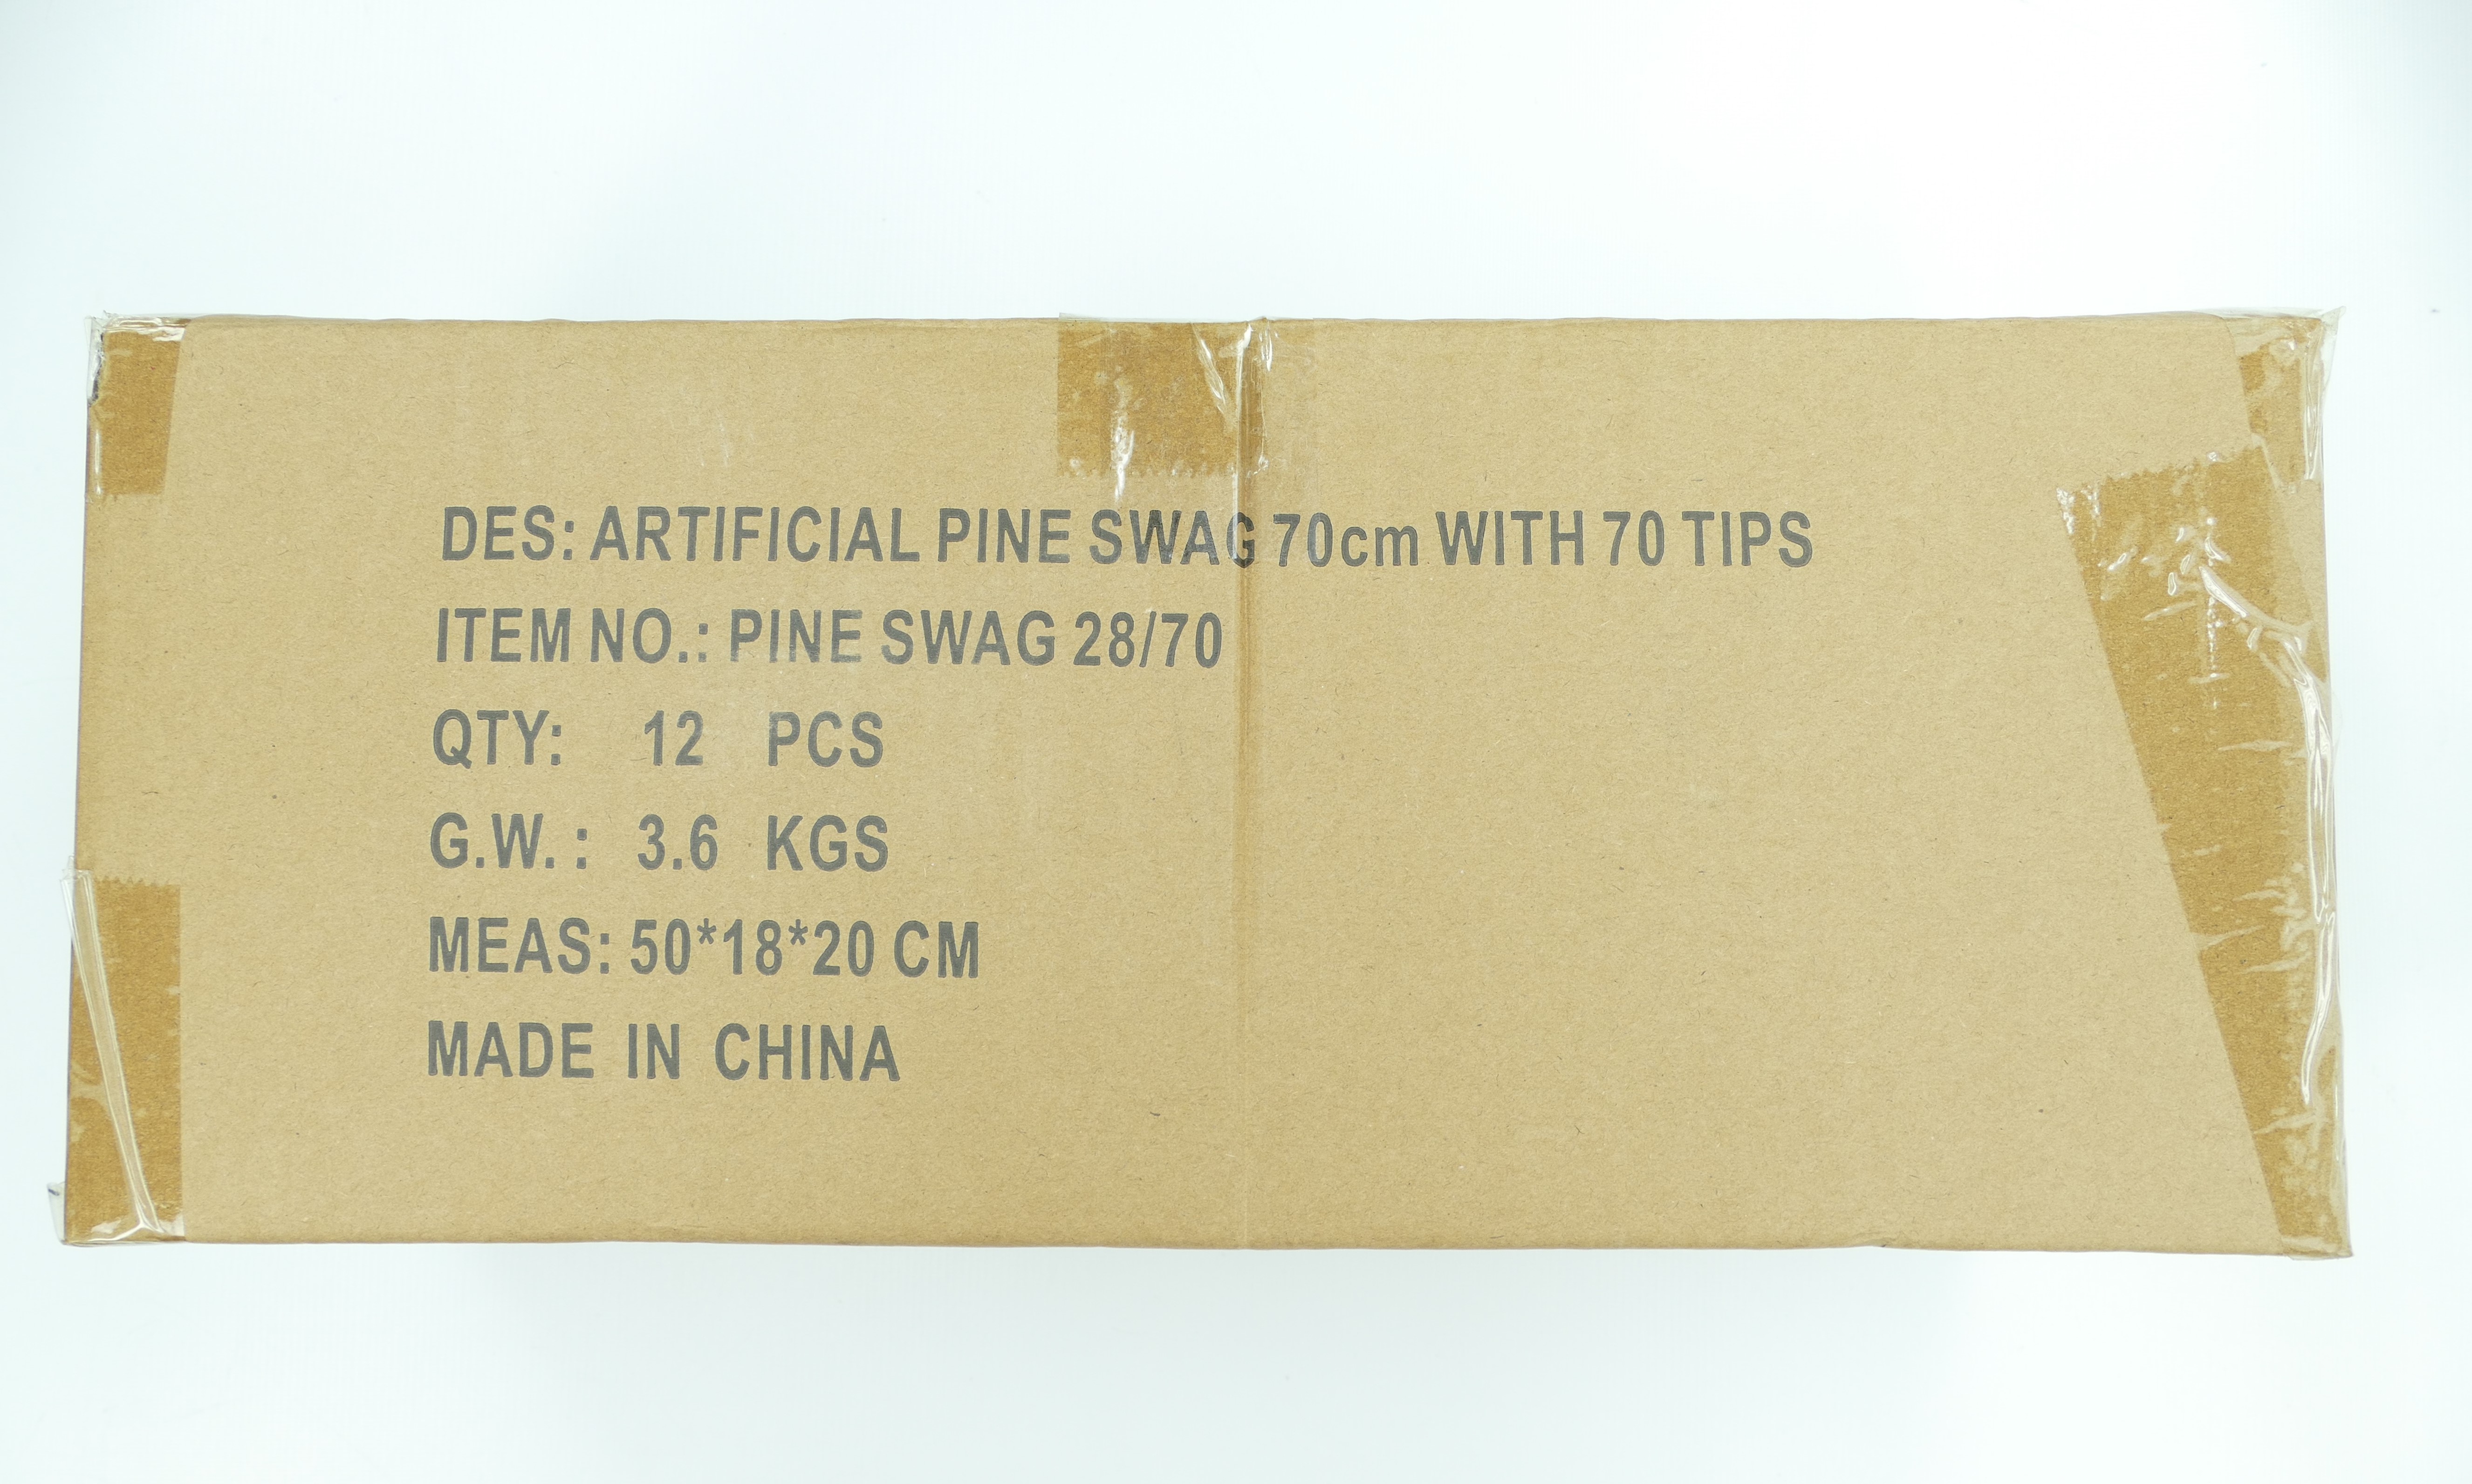 DES: ARTIFICIAL PINE SWAG 70cm WITH 70 TIPS
ITEM NO.: PINE SWAG 28/70
QTY: 12 PCS
G.W. : 3.6 KGS
MEAS: 50*18*20 CM
MADE IN CHINA